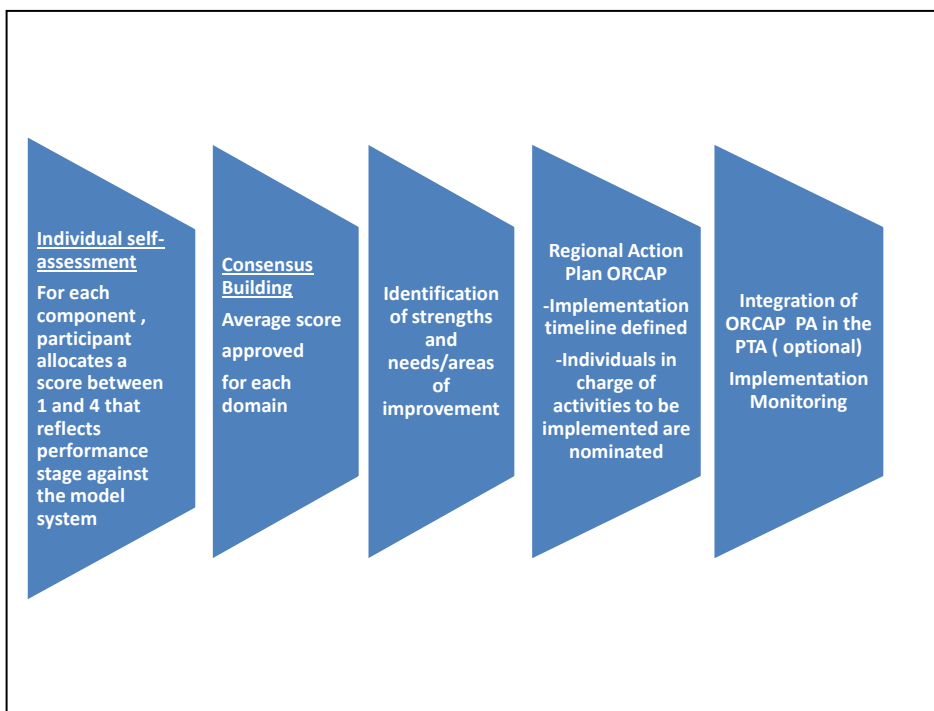 Individual self-
assessment
For each
component ,
participant
allocates a
score between
1 and 4 that
reflects
performance
stage against
the model
system
Consensus
Building
Average score
approved
for each
domain
Identification
of strengths
and
needs/areas
of
improvement
Regional Action
Plan ORCAP
-Implementation
timeline defined
-Individuals in
charge of
activities to be
implemented are
nominated
Integration of
ORCAP  PA in the
PTA ( optional)
Implementation
Monitoring